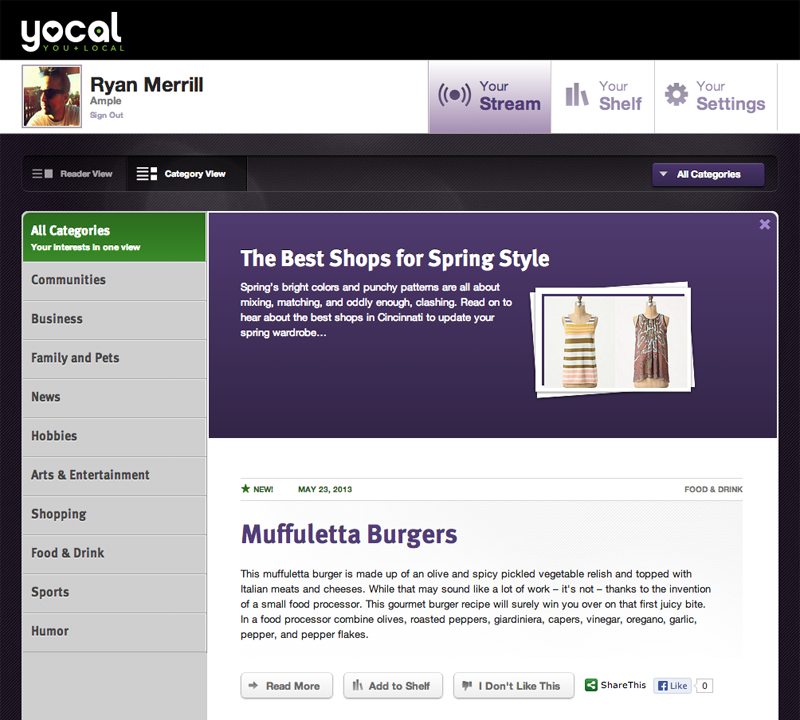 yocal
YOU + LOCAL
Ryan Merrill
Ample
Sign Out
Your
Stream
Your
Shelf
Your
Settings
Reader View
Category View
All Categories
All Categories
Your interests in one view
Communities
Business
Family and Pets
News
Hobbies
Arts & Entertainment
Shopping
Food & Drink
Sports
Humor
The Best Shops for Spring Style
Spring's bright colors and punchy patterns are all about
mixing, matching, and oddly enough, clashing. Read on to
hear about the best shops in Cincinnati to update your
spring wardrobe...
NEW!
MAY 23, 2013
FOOD & DRINK
Muffuletta Burgers
This muffuletta burger is made up of an olive and spicy pickled vegetable relish and topped with
Italian meats and cheeses. While that may sound like a lot of work – it's not – thanks to the invention
of a small food processor. This gourmet burger recipe will surely win you over on that first juicy bite.
In a food processor combine olives, roasted peppers, giardiniera, capers, vinegar, oregano, garlic,
pepper, and pepper flakes.
Read More
Add to Shelf
I Don't Like This
ShareThis
Like
0